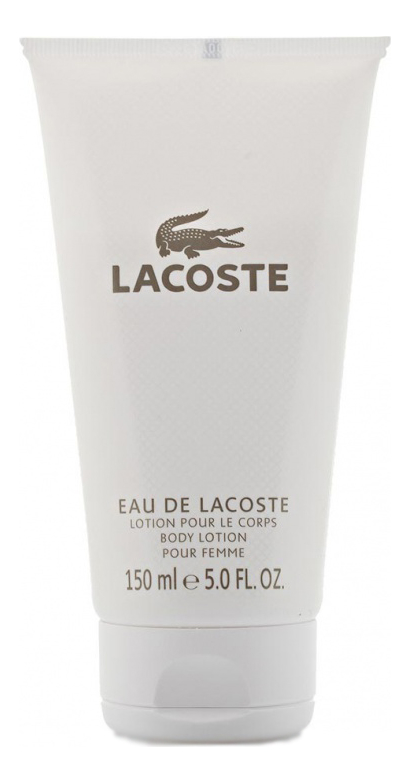 LACOSTE
EAU DE LACOSTE
LOTION POUR LE CORPS
BODY LOTION
POUR FEMME
150 ml e 5.0 FL. OZ.